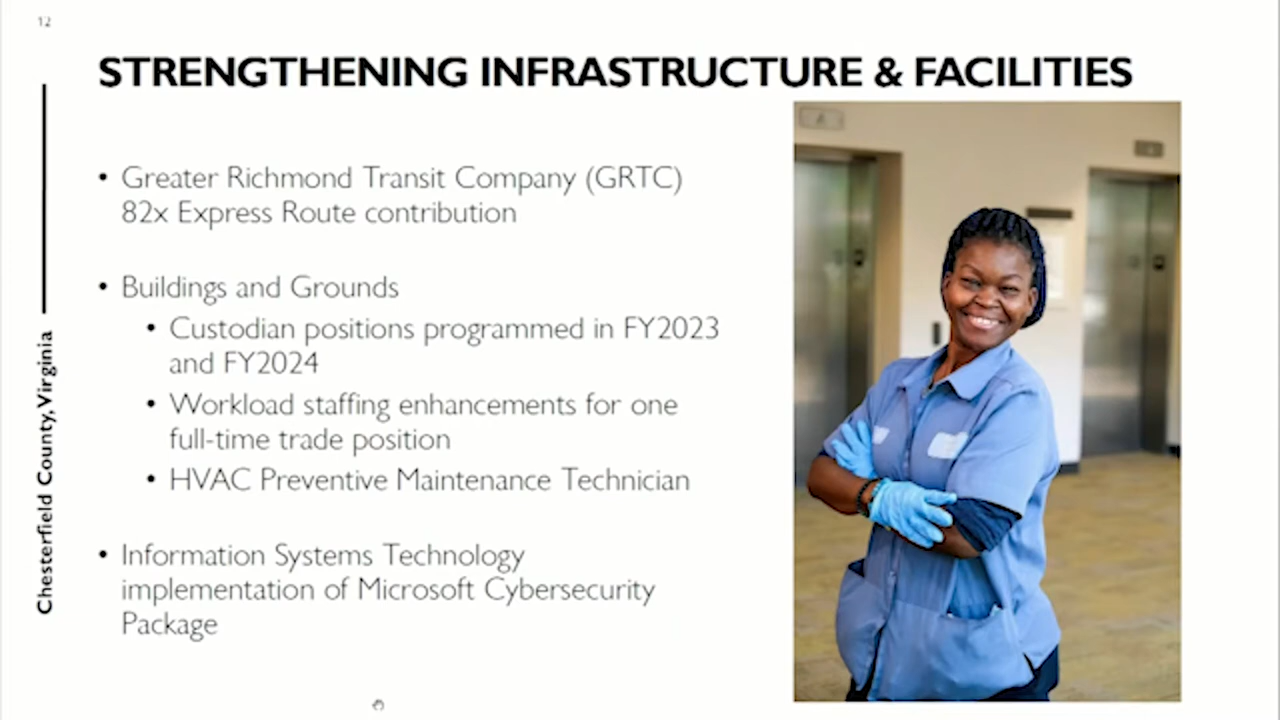 12
STRENGTHENING INFRASTRUCTURE & FACILITIES
• Greater Richmond Transit Company (GRTC)
82x Express Route contribution
• Buildings and Grounds
• Custodian positions programmed in FY2023
and FY2024
• Workload staffing enhancements for one
full-time trade position
• HVAC Preventive Maintenance Technician
• Information Systems Technology
implementation of Microsoft Cybersecurity
Package
Chesterfield County, Virginia